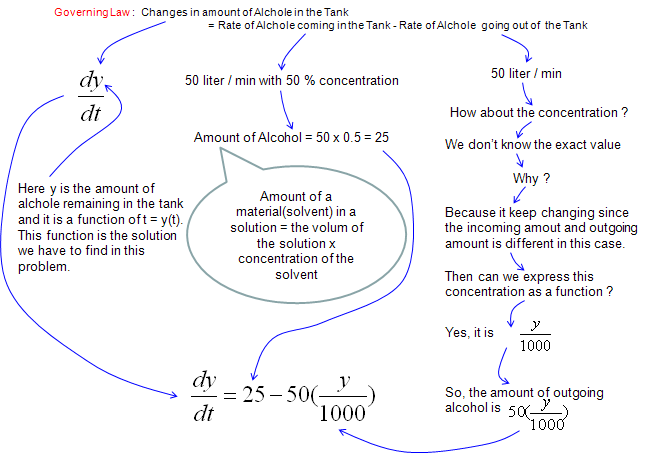 Governing Law : Changes in amount of Alchole in the Tank
= Rate of Alchole coming in the Tank - Rate of Alchole going out of the Tank
dy/dt
50 liter / min with 50 % concentration
Amount of Alcohol = 50 x 0.5 = 25
Here y is the amount of
alchole remaining in the tank
and it is a function of t = y(t).
This function is the solution
we have to find in this
problem.
Amount of a
material(solvent) in a
solution = the volum of
the solution x
concentration of the
solvent
50 liter / min
How about the concentration ?
We don't know the exact value
Why ?
Because it keep changing since
the incoming amout and outgoing
amount is different in this case.
Then can we express this
concentration as a function ?
Yes, it is y/1000
So, the amount of outgoing
alcohol is 50(y/1000)
dy/dt = 25 − 50(y/1000)